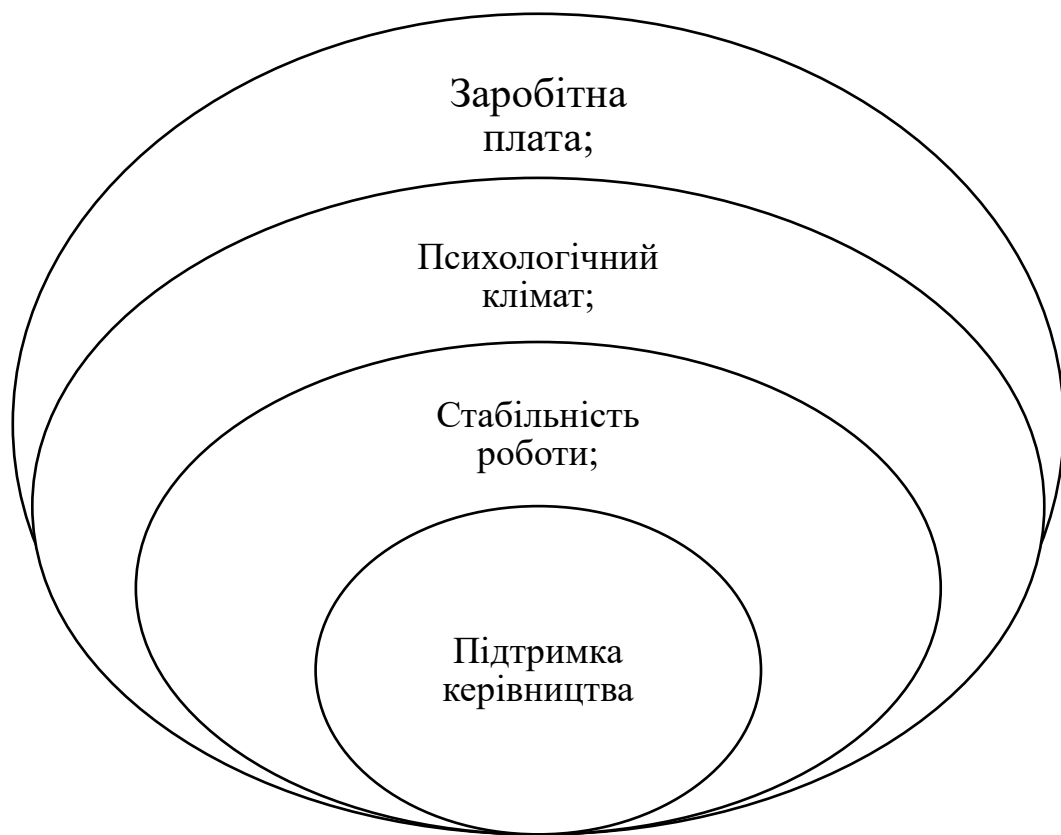 Заробітна
плата;
Психологічний
клімат;
Стабільність
роботи;
Підтримка
керівництва